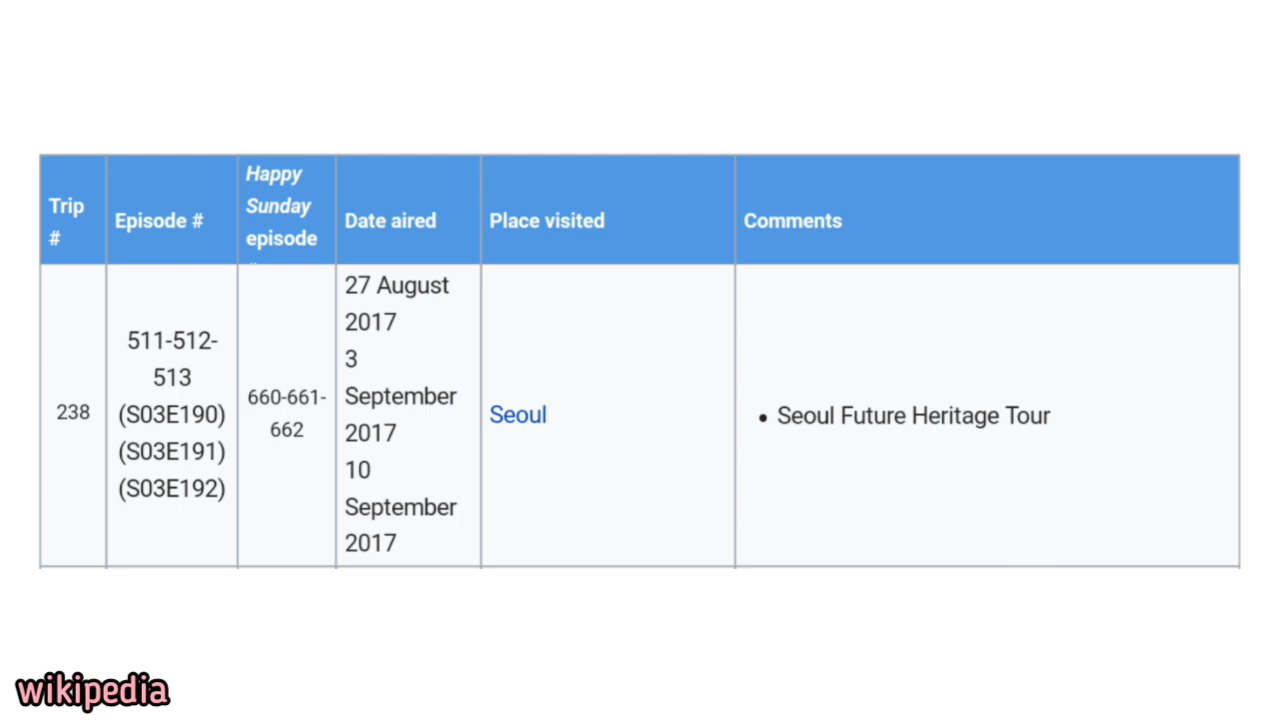 Trip
#
Episode #
Happy
Sunday
episode
Date aired
Place visited
Comments
238
511-512-
513
(S03E190)
(S03E191)
(S03E192)
660-661-
662
27 August
2017
3
September
2017
10
September
2017
Seoul
• Seoul Future Heritage Tour
wikipedia